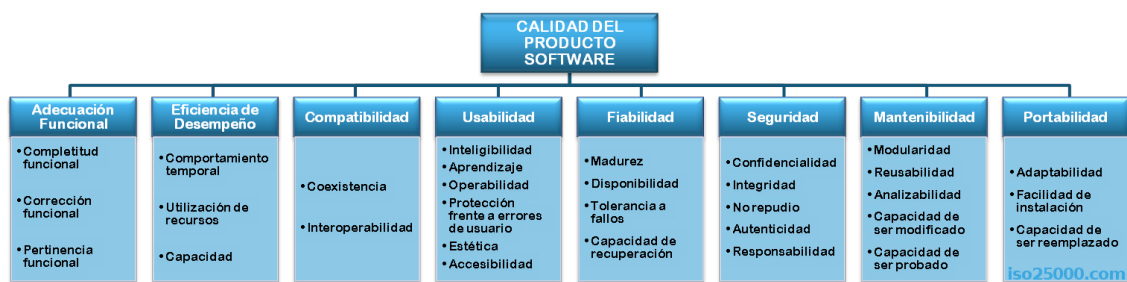 CALIDAD DEL
PRODUCTO
SOFTWARE
Adecuación
Funcional
• Completitud
funcional
• Corrección
funcional
• Pertinencia
funcional
Eficiencia de
Desempeño
• Comportamiento
temporal
• Utilización de
recursos
• Capacidad
Compatibilidad
• Coexistencia
• Interoperabilidad
Usabilidad
• Inteligibilidad
• Aprendizaje
• Operabilidad
• Protección
frente a errores
de usuario
• Estética
• Accesibilidad
Fiabilidad
• Madurez
• Disponibilidad
• Tolerancia a
fallos
• Capacidad de
recuperación
Seguridad
• Confidencialidad
• Integridad
• No repudio
• Autenticidad
• Responsabilidad
Mantenibilidad
• Modularidad
• Reusabilidad
• Analizabilidad
• Capacidad de
ser modificado
• Capacidad de
ser probado
Portabilidad
• Adaptabilidad
• Facilidad de
instalación
• Capacidad de
ser reemplazado
iso25000.com